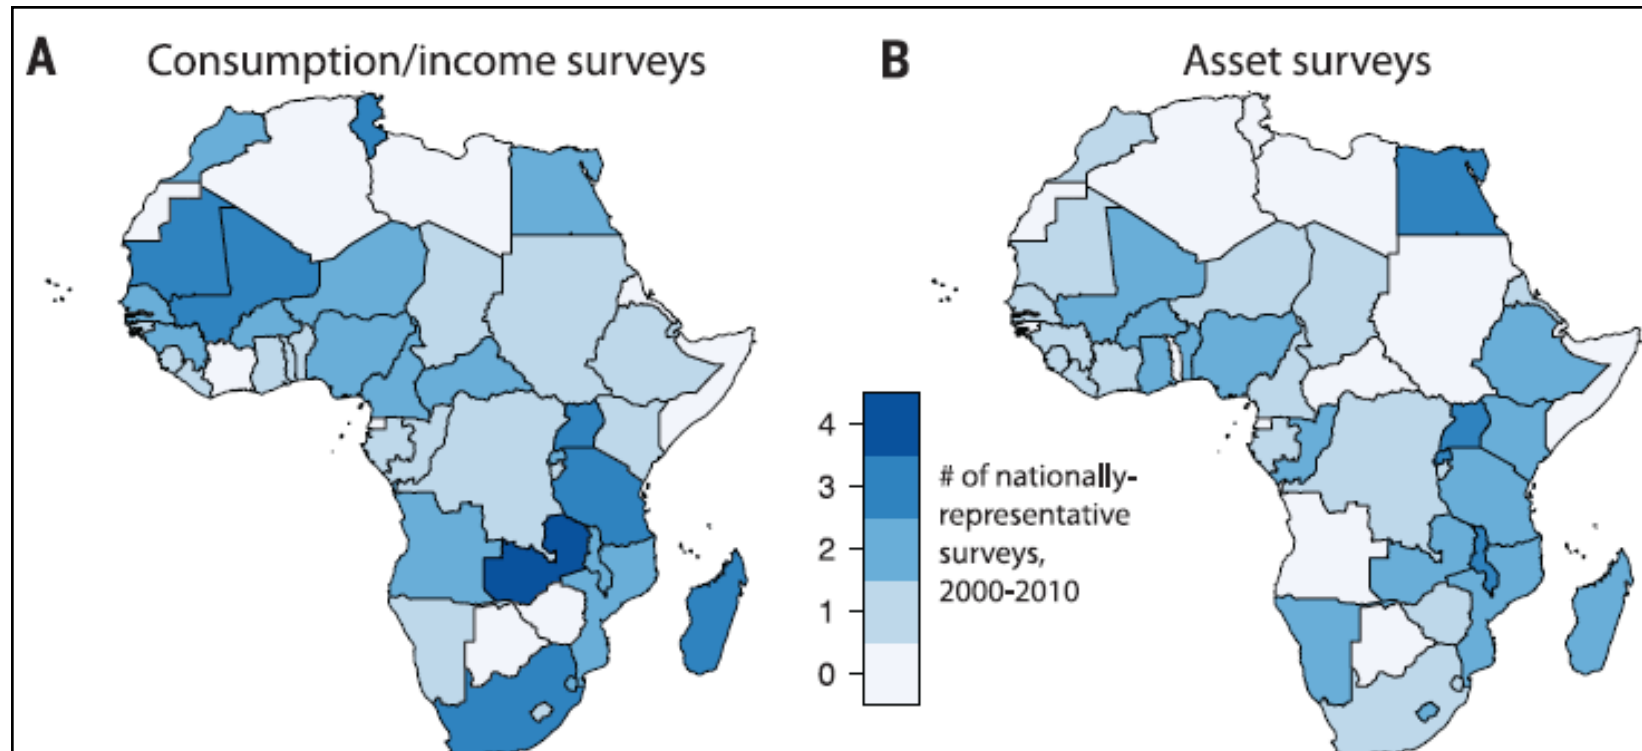 A Consumption/income surveys
B Asset surveys
4
3
2
1
0
# of nationally-
representative
surveys,
2000-2010